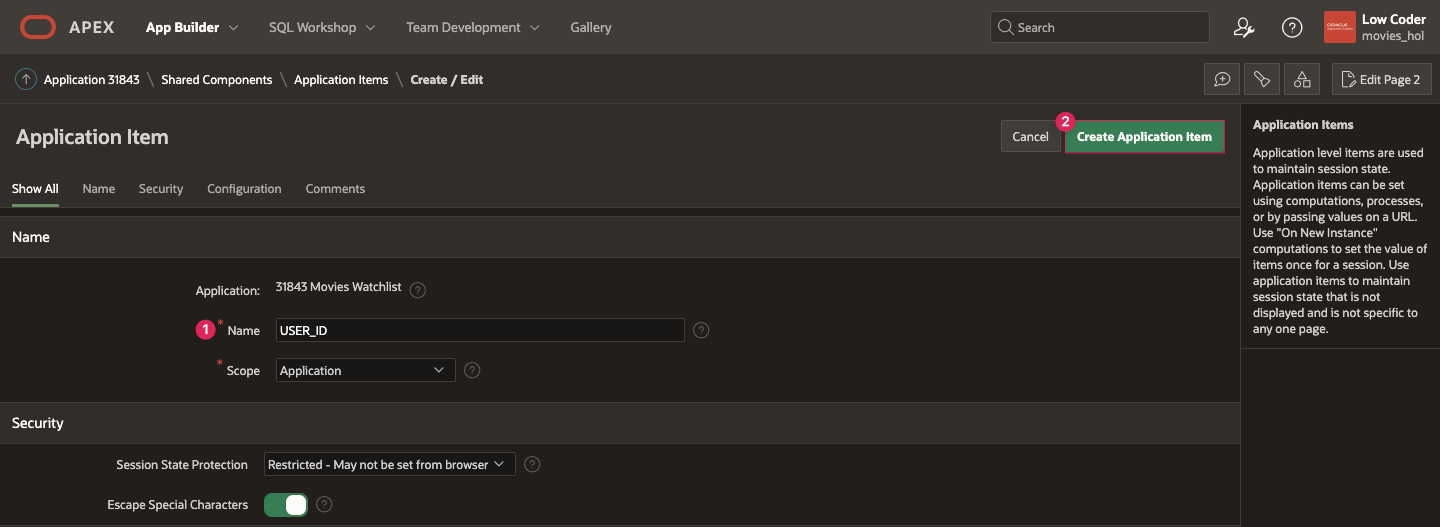 APEX App Builder SQL Workshop Team Development Gallery Search Low Coder
movies_hol
Application 31843 \ Shared Components \ Application Items \ Create / Edit Edit Page 2
Application Item
Cancel 2 Create Application Item
Show All Name Security Configuration Comments
Name
Application: 31843 Movies Watchlist ?
1 * Name USER_ID ?
* Scope Application ?
Security
Session State Protection Restricted - May not be set from browser ?
Escape Special Characters ?
Application Items
Application level items are used
to maintain session state.
Application items can be set
using computations, processes,
or by passing values on a URL.
Use "On New Instance"
computations to set the value of
items once for a session. Use
application items to maintain
session state that is not
displayed and is not specific to
any one page.